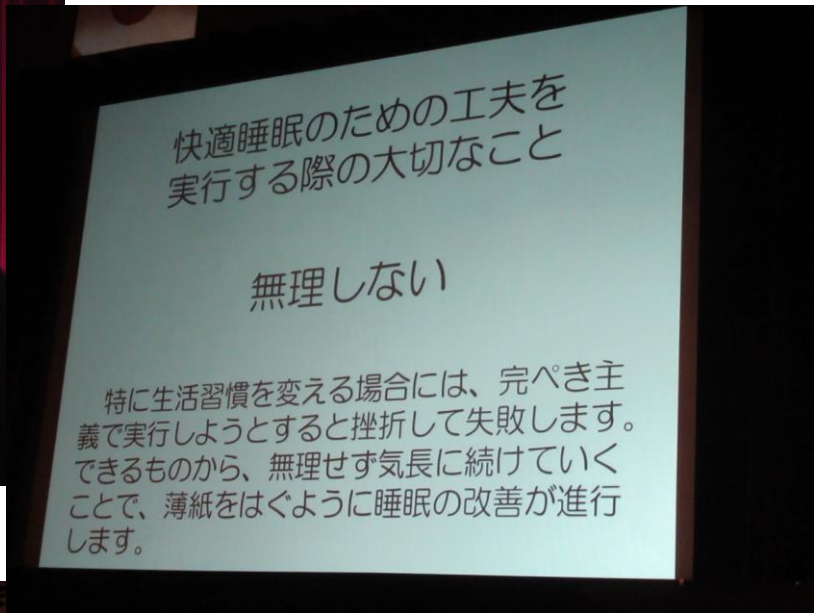 快適睡眠のための工夫を
実行する際の大切なこと
無理しない
特に生活習慣を変える場合には、完ぺき主
義で実行しようとすると挫折して失敗します。
できるものから、無理せず気長に続けていく
ことで、薄紙をはぐように睡眠の改善が進行
します。